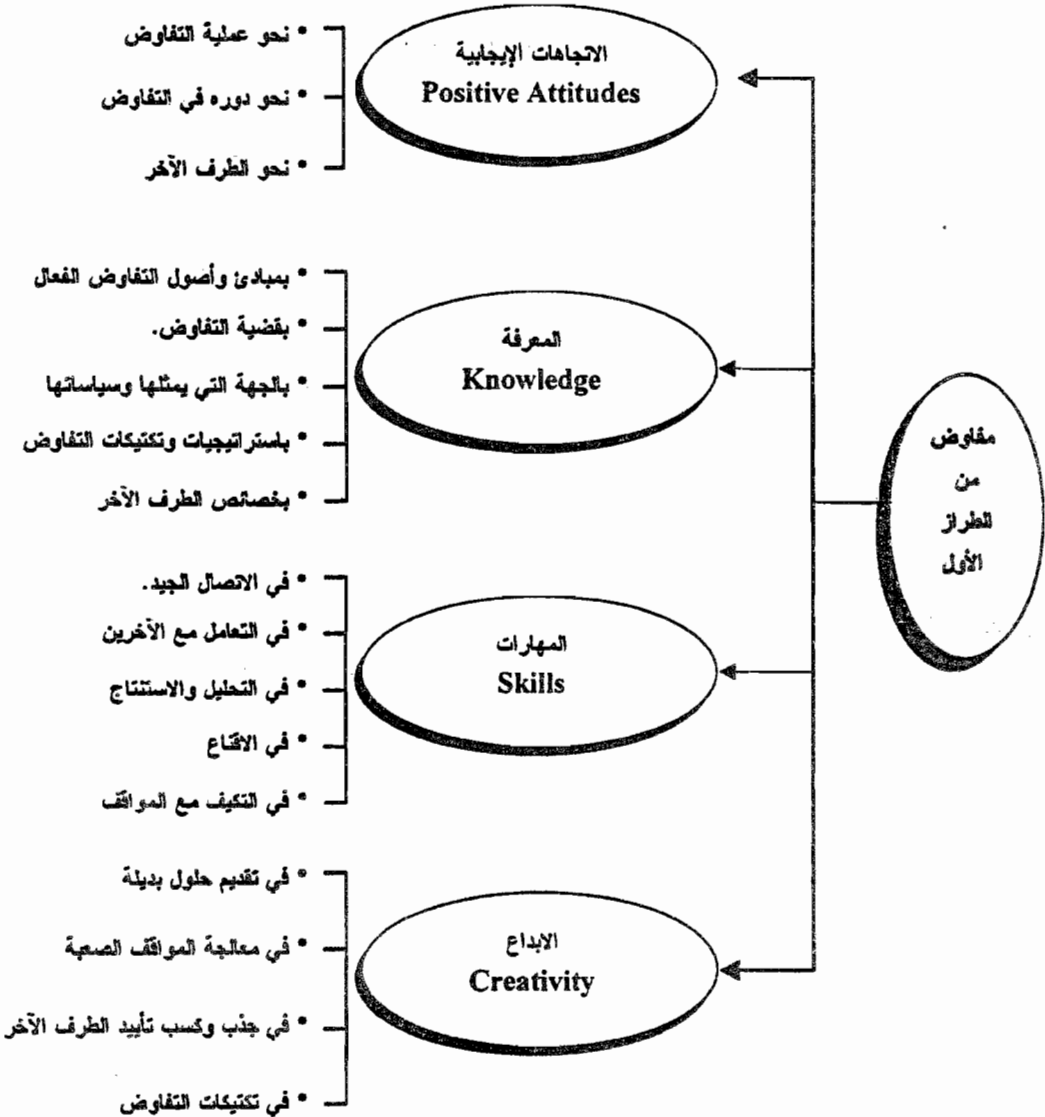 مفاوض
من
الطراز
الأول
الاتجاهات الإيجابية
Positive Attitudes
• نحو عملية التفاوض
• نحو دوره في التفاوض
• نحو الطرف الآخر
المعرفة
Knowledge
• بمبادئ وأصول التفاوض الفعال
• بقضية التفاوض.
• بالجهة التي يمثلها وسياساتها
• باستراتيجيات وتكتيكات التفاوض
• بخصائص الطرف الآخر
المهارات
Skills
• في الاتصال الجيد.
• في التعامل مع الآخرين
• في التحليل والاستنتاج
• في الاقناع
• في التكيف مع المواقف
الابداع
Creativity
• في تقديم حلول بديلة
• في معالجة المواقف الصعبة
• في جذب وكسب تأييد الطرف الآخر
• في تكتيكات التفاوض